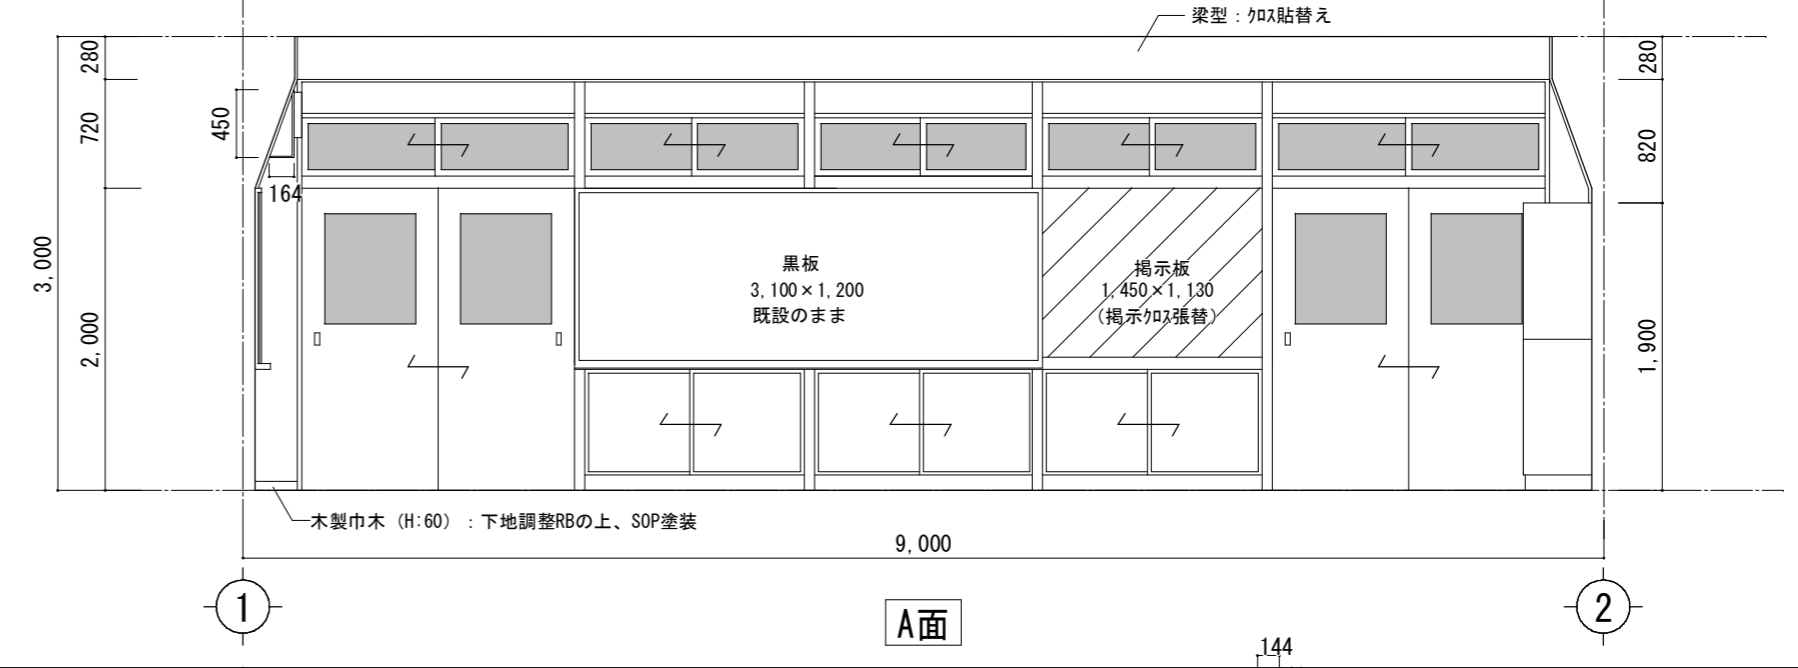 梁型：ｸﾛｽ貼替え
280
280
450
720
820
164
3,000
2,000
1,900
黒板
3,100×1,200
既設のまま
掲示板
1,450×1,130
(掲示ｸﾛｽ張替)
木製巾木（H:60）：下地調整RBの上、SOP塗装
9,000
1
A面
2
144